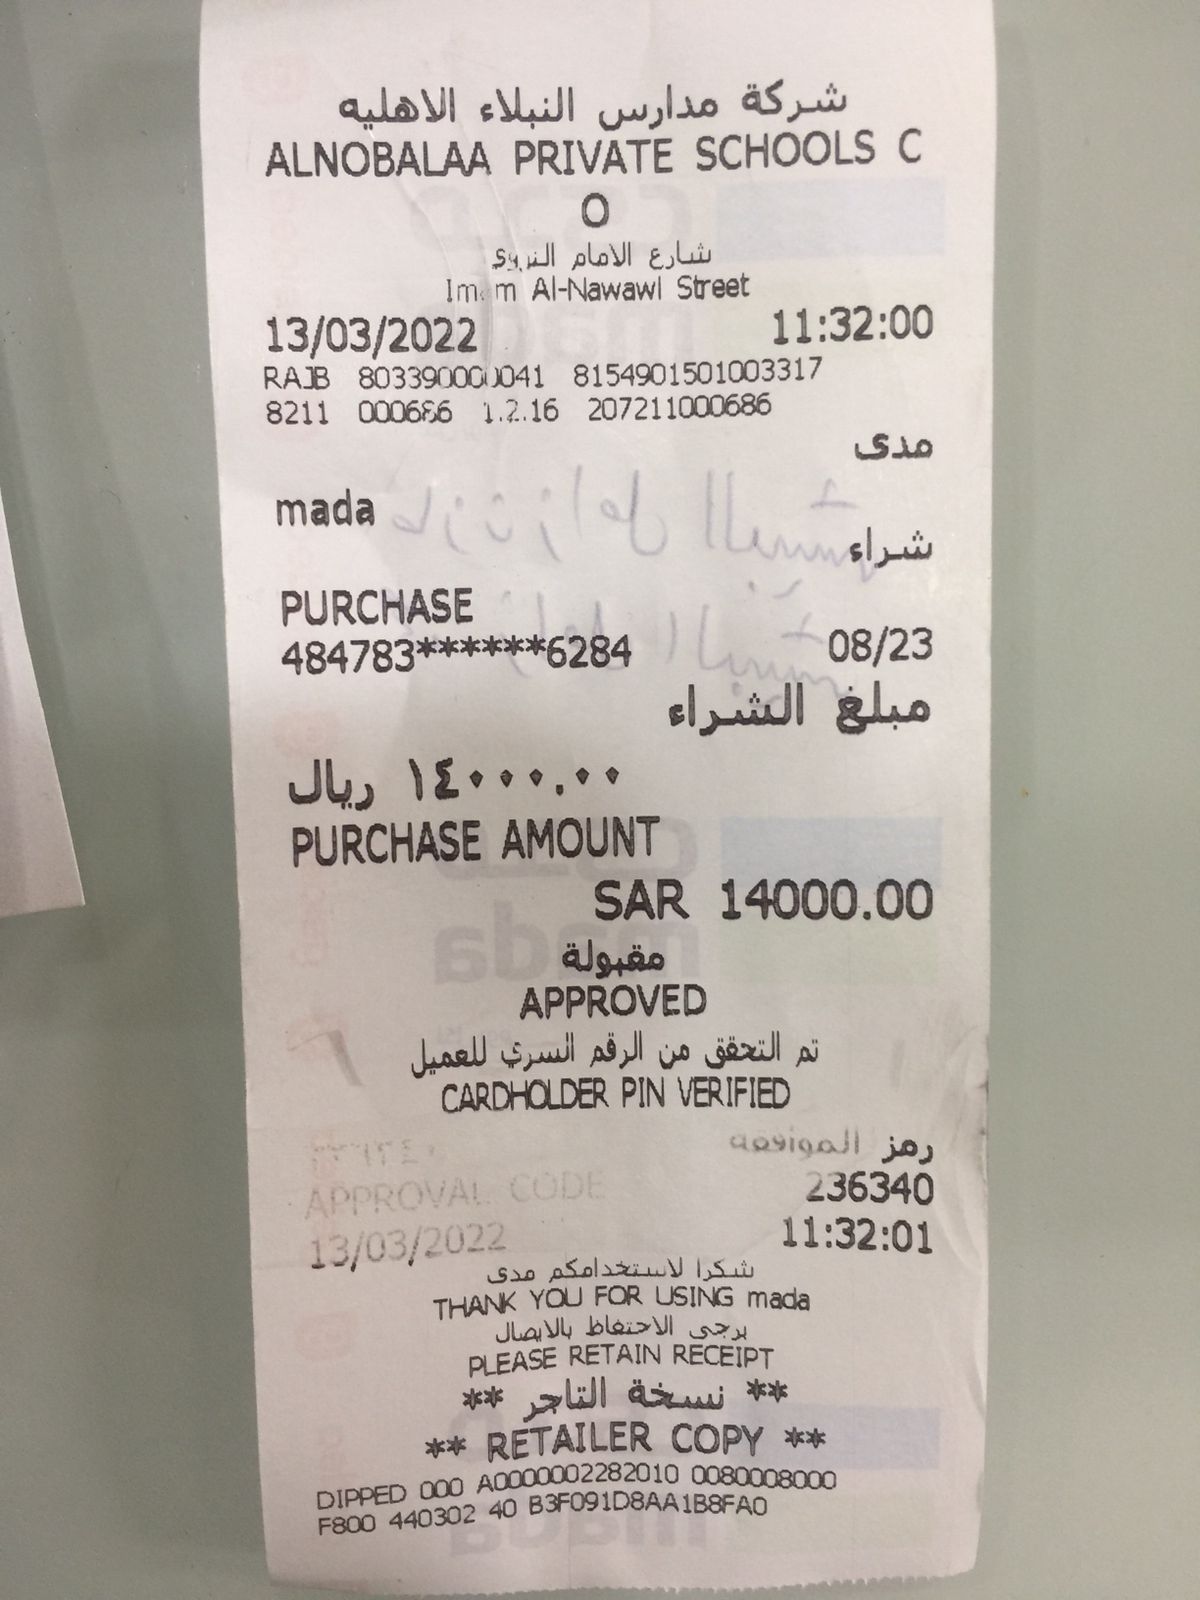 شركة مدارس النبلاء الاهليه
ALNOBALAA PRIVATE SCHOOLS C
O
شارع الامام النووي
Imam Al-Nawawl Street
13/03/2022 11:32:00
RAJB 803390000041 8154901501003317
8211 000686 1.2.16 207211000686
مدى
mada
شراء
PURCHASE
484783******6284 08/23
مبلغ الشراء
١٤٠٠٠.٠٠ ريال
PURCHASE AMOUNT
SAR 14000.00
مقبولة
APPROVED
تم التحقق من الرقم السري للعميل
CARDHOLDER PIN VERIFIED
رمز الموافقة
APPROVAL CODE 236340
13/03/2022 11:32:01
شكرا لاستخدامكم مدى
THANK YOU FOR USING mada
يرجى الاحتفاظ بالايصال
PLEASE RETAIN RECEIPT
** نسخة التاجر **
** RETAILER COPY **
DIPPED 000 A0000002282010 0080008000
F800 440302 40 B3F091D8AA1B8FA0